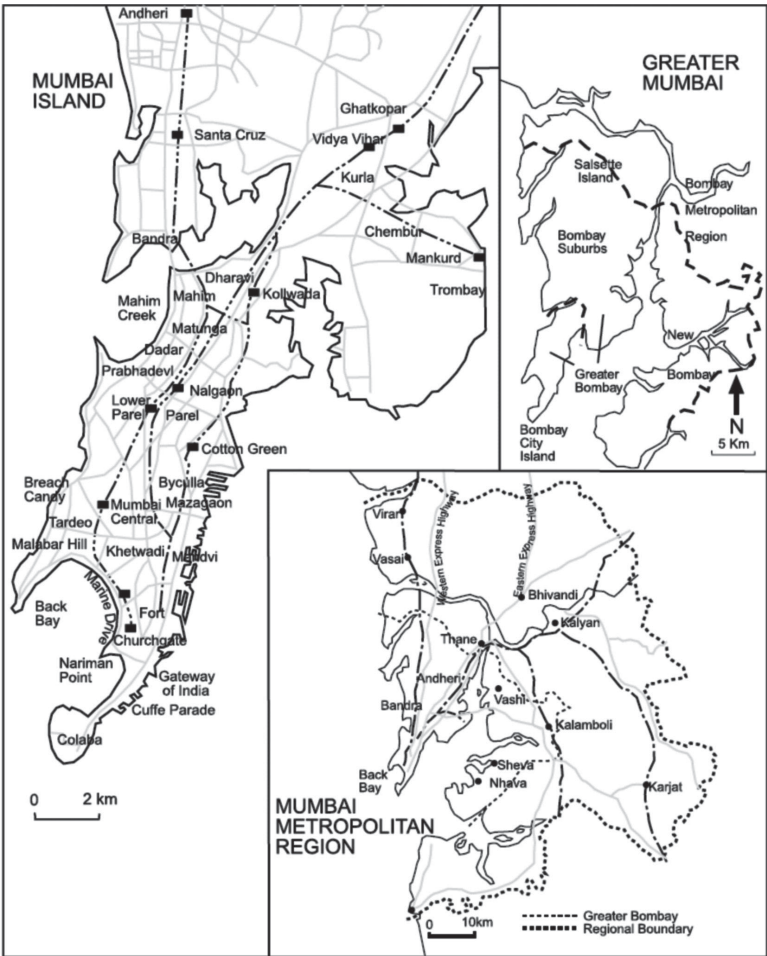 Andheri
MUMBAI
ISLAND
Santa Cruz
Ghatkopar
Vidya Vihar
Kurla
Bandra
Chembur
Mankurd
Trombay
Dharavi
Kollwada
Mahim
Creek
Mahim
Matunga
Dadar
Prabhadevl
Nalgaon
Lower
Parel
Parel
Cotton Green
Breach
Candy
Byculla
Mumbai
Central
Mazagaon
Tardeo
Malabar Hill
Khetwadi
Mandvi
Back
Bay
Marine Drive
Fort
Churchgate
Nariman
Point
Gateway
of India
Cuffe Parade
Colaba
0 2 km
GREATER
MUMBAI
Salsette
Island
Bombay
Metropolitan
Region
Bombay
Suburbs
New
Bombay
Greater
Bombay
Bombay
City
Island
N
5 Km
Virar
Vasai
Western Express Highway
Eastern Express Highway
Bhivandi
Kalyan
Thane
Andheri
Vashi
Bandra
Kalamboli
Back
Bay
Sheva
Nhava
Karjat
MUMBAI
METROPOLITAN
REGION
0 10km
Greater Bombay
Regional Boundary